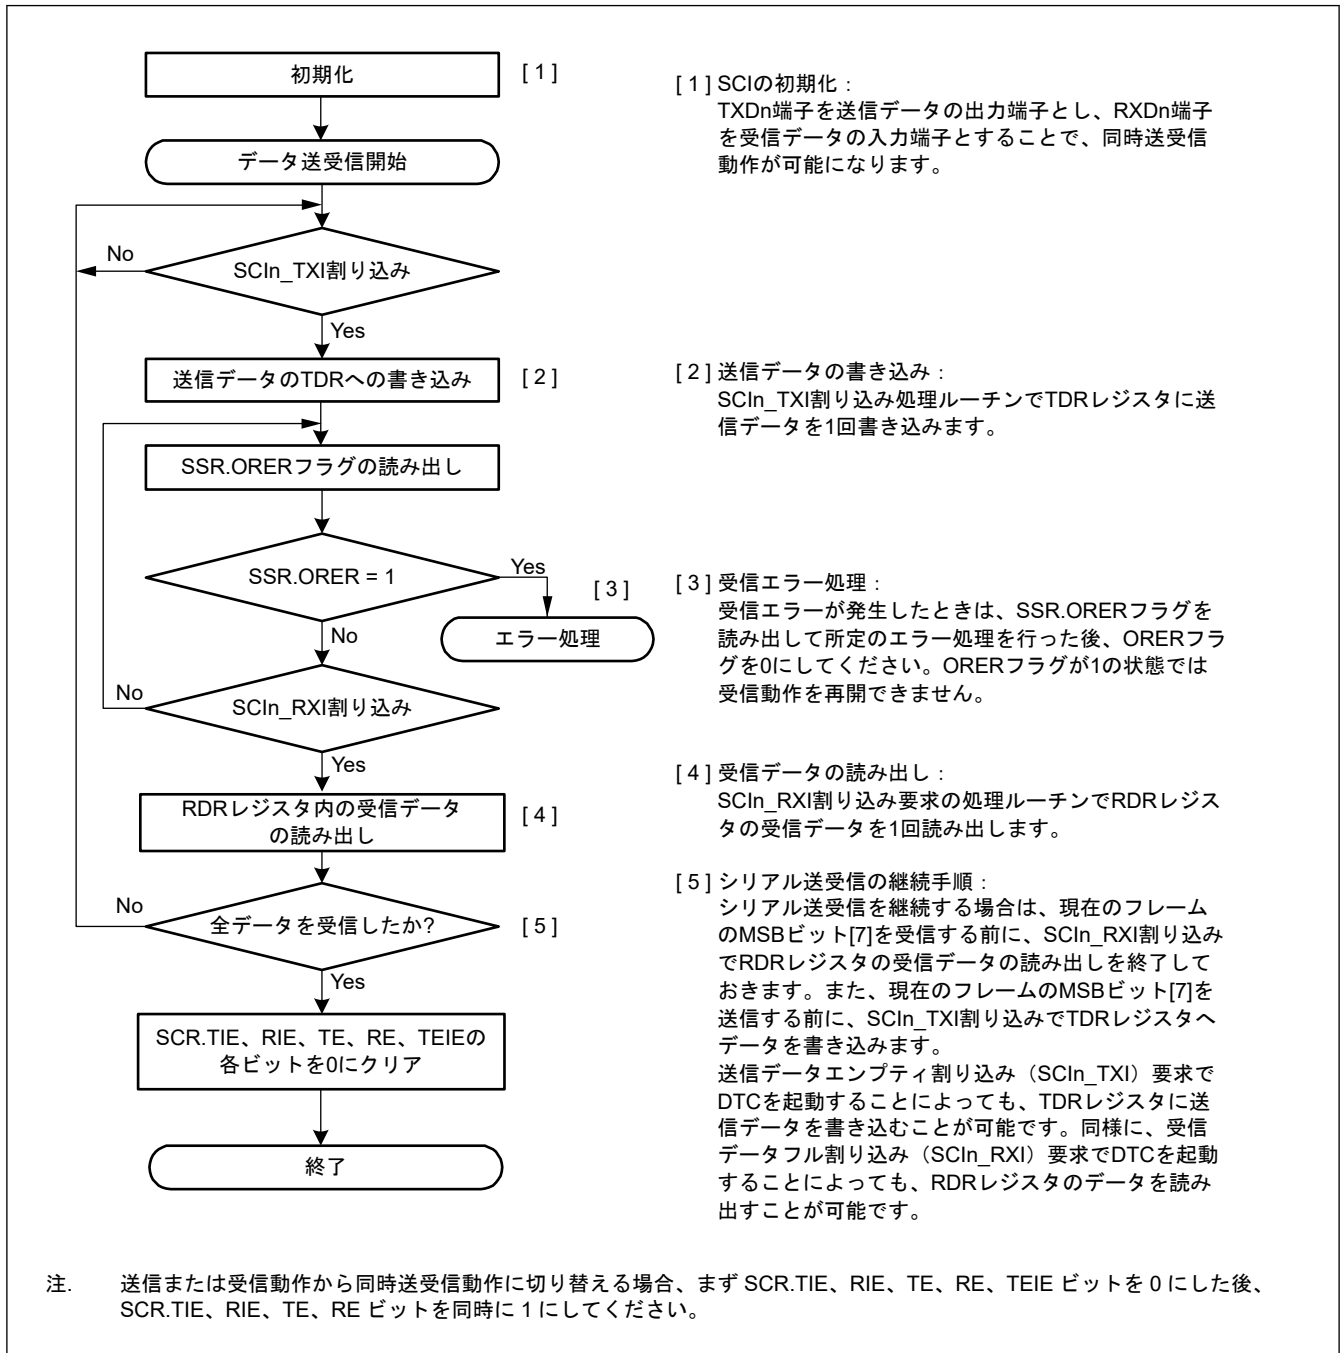 初期化
[ 1 ]
データ送受信開始
No
SCIn_TXI割り込み
Yes
送信データのTDRへの書き込み
[ 2 ]
SSR.ORERフラグの読み出し
SSR.ORER = 1
Yes
[ 3 ]
エラー処理
No
No
SCIn_RXI割り込み
Yes
RDRレジスタ内の受信データ
の読み出し
[ 4 ]
No
全データを受信したか?
[ 5 ]
Yes
SCR.TIE、RIE、TE、RE、TEIEの
各ビットを0にクリア
終了
[ 1 ] SCIの初期化：
TXDn端子を送信データの出力端子とし、RXDn端子
を受信データの入力端子とすることで、同時送受信
動作が可能になります。
[ 2 ] 送信データの書き込み：
SCIn_TXI割り込み処理ルーチンでTDRレジスタに送
信データを1回書き込みます。
[ 3 ] 受信エラー処理：
受信エラーが発生したときは、SSR.ORERフラグを
読み出して所定のエラー処理を行った後、ORERフラ
グを0にしてください。ORERフラグが1の状態では
受信動作を再開できません。
[ 4 ] 受信データの読み出し：
SCIn_RXI割り込み要求の処理ルーチンでRDRレジス
タの受信データを1回読み出します。
[ 5 ] シリアル送受信の継続手順：
シリアル送受信を継続する場合は、現在のフレーム
のMSBビット[7]を受信する前に、SCIn_RXI割り込み
でRDRレジスタの受信データの読み出しを終了して
おきます。また、現在のフレームのMSBビット[7]を
送信する前に、SCIn_TXI割り込みでTDRレジスタへ
データを書き込みます。
送信データエンプティ割り込み（SCIn_TXI）要求で
DTCを起動することによっても、TDRレジスタに送
信データを書き込むことが可能です。同様に、受信
データフル割り込み（SCIn_RXI）要求でDTCを起動
することによっても、RDRレジスタのデータを読み
出すことが可能です。
注. 送信または受信動作から同時送受信動作に切り替える場合、まず SCR.TIE、RIE、TE、RE、TEIE ビットを 0 にした後、
SCR.TIE、RIE、TE、RE ビットを同時に 1 にしてください。